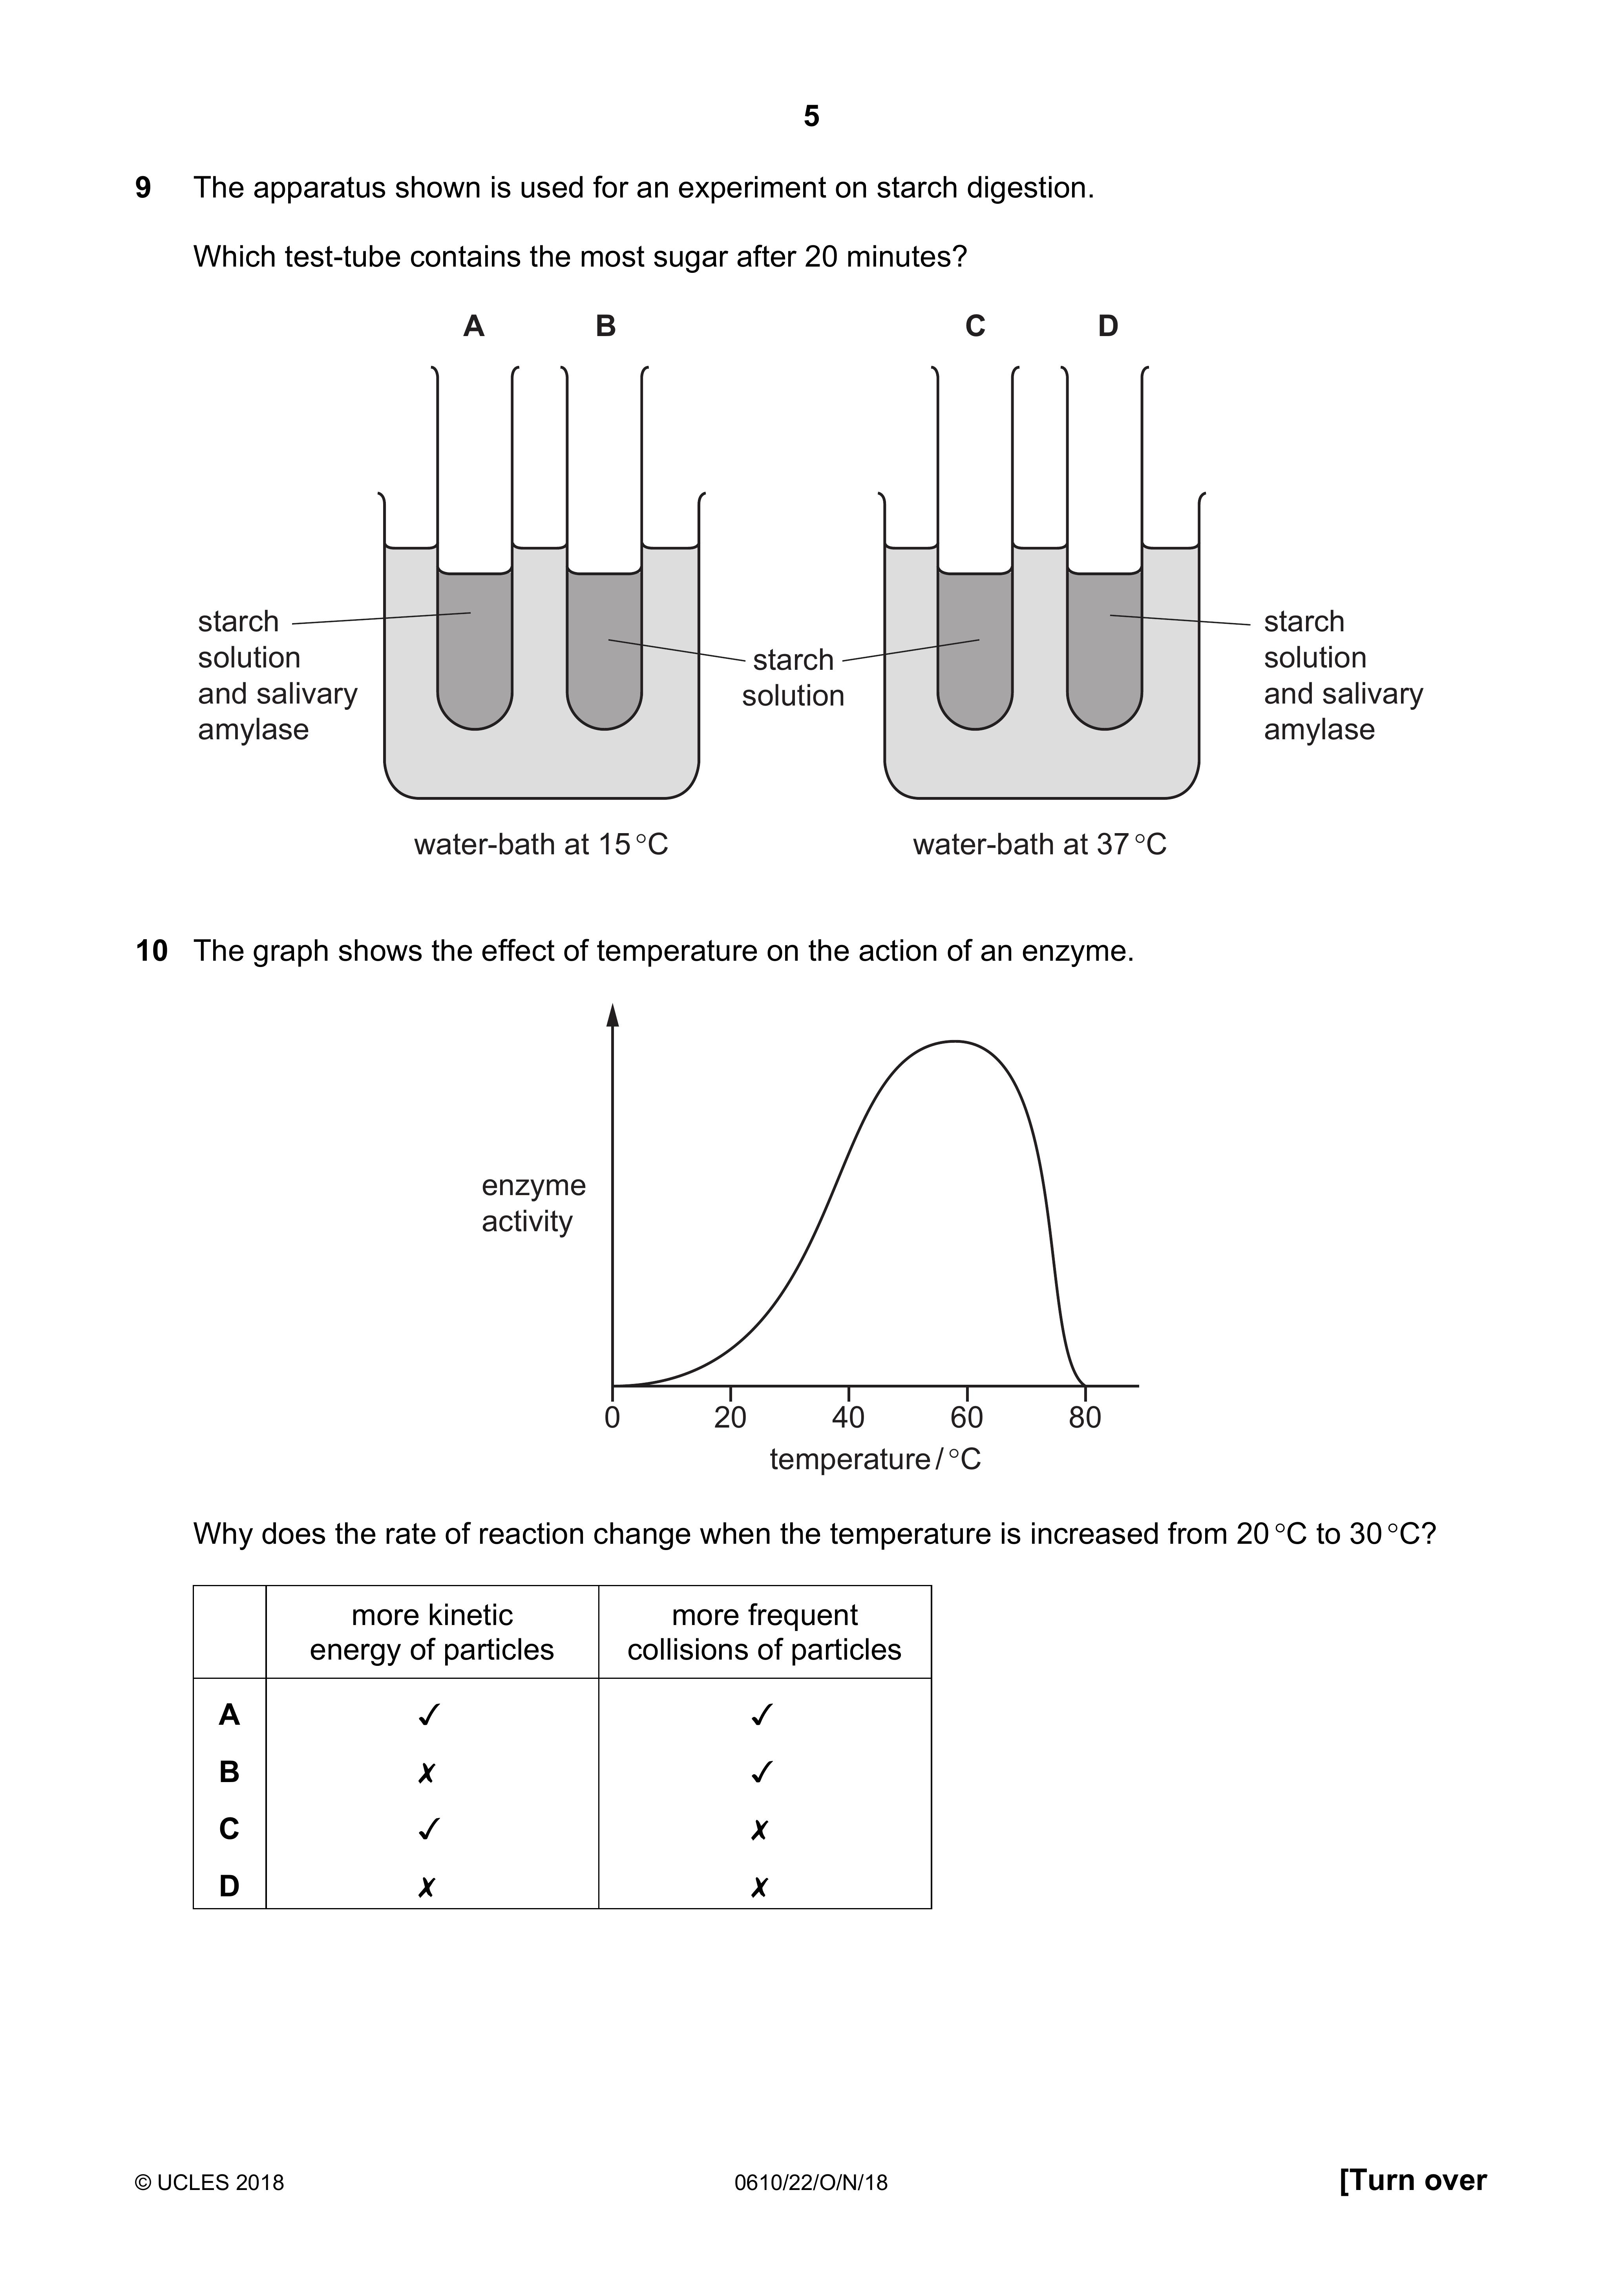 5
9 The apparatus shown is used for an experiment on starch digestion.
Which test-tube contains the most sugar after 20 minutes?
A B C D
starch
solution
and salivary
amylase
starch
solution
starch
solution
and salivary
amylase
water-bath at 15 °C water-bath at 37 °C
10 The graph shows the effect of temperature on the action of an enzyme.
enzyme
activity
0 20 40 60 80
temperature / °C
Why does the rate of reaction change when the temperature is increased from 20 °C to 30 °C?
more kinetic
energy of particles
more frequent
collisions of particles
A ✓ ✓
B ✗ ✓
C ✓ ✗
D ✗ ✗
© UCLES 2018 0610/22/O/N/18 [Turn over